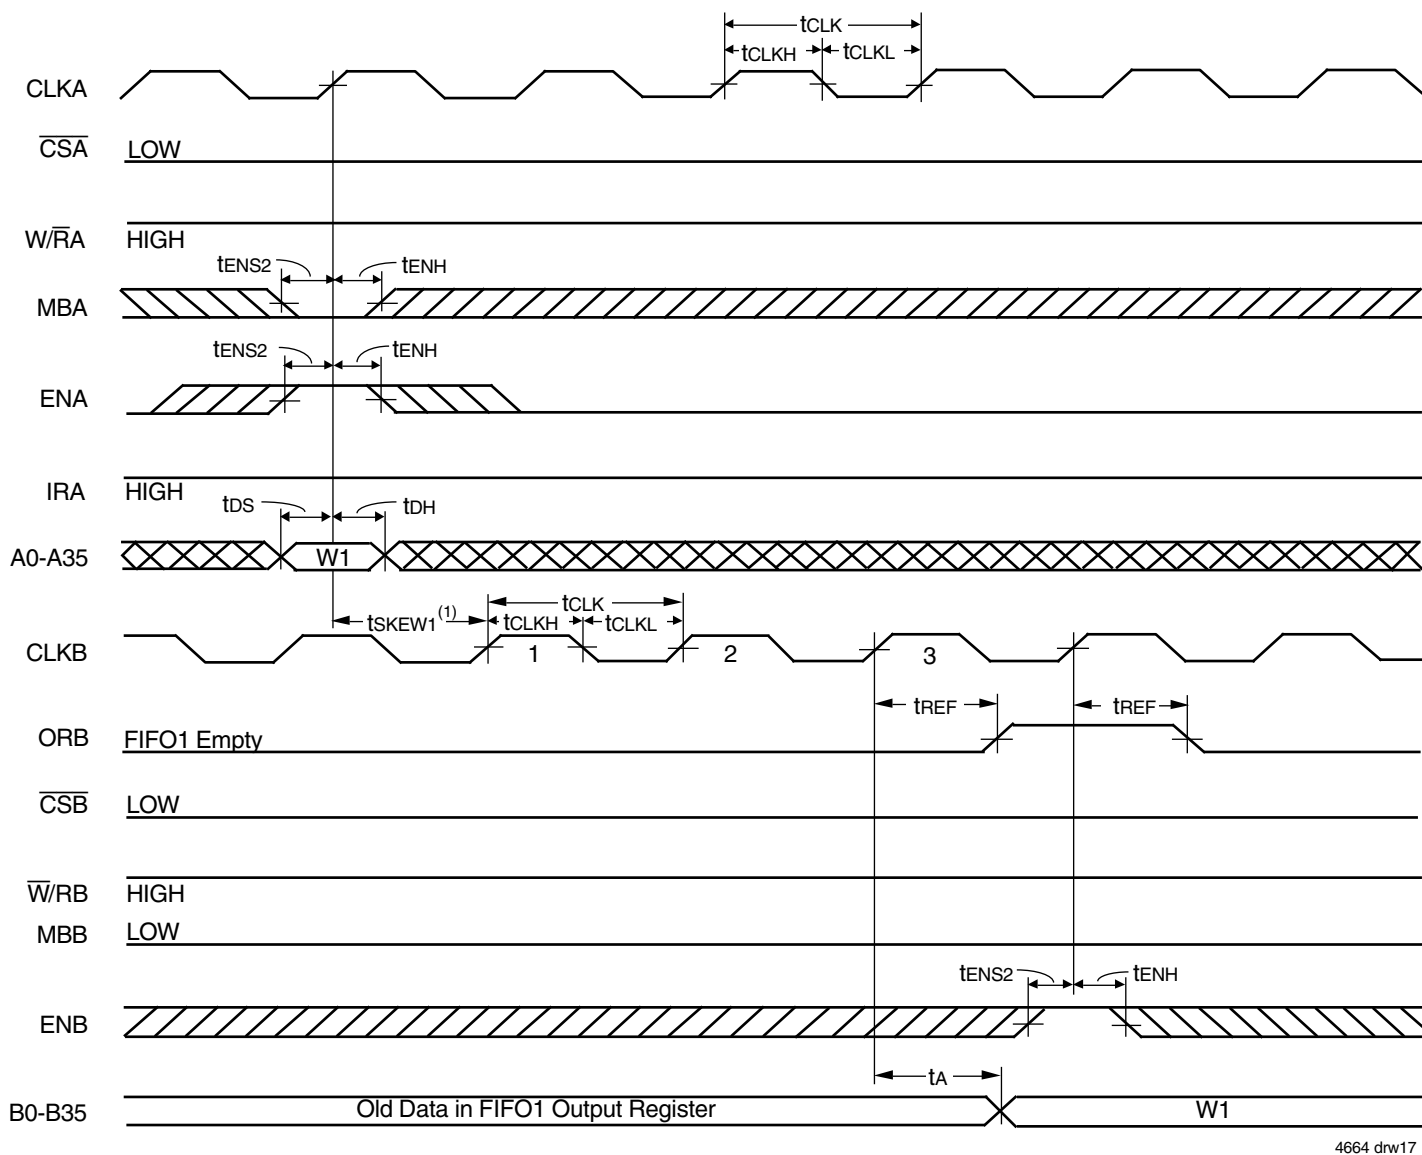 tCLK
tCLKH tCLKL
CLKA
CSA LOW
W/RA HIGH
tENS2 tENH
MBA
tENS2 tENH
ENA
IRA HIGH
tDS tDH
A0-A35 W1
tSKEW1(1) tCLK
tCLKH tCLKL
CLKB 1 2 3
tREF tREF
ORB FIFO1 Empty
CSB LOW
W/RB HIGH
MBB LOW
tENS2 tENH
ENB
tA
B0-B35 Old Data in FIFO1 Output Register W1
4664 drw17